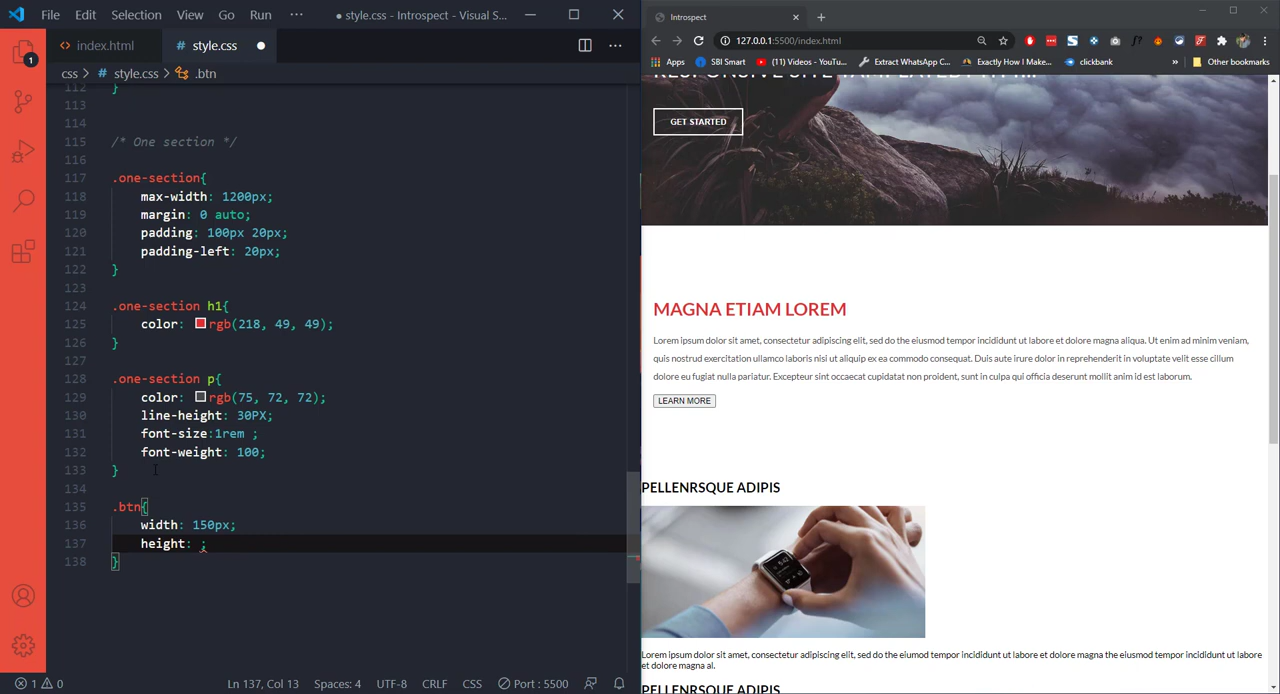 File Edit Selection View Go Run ··· ● style.css - Introspect - Visual S...
<> index.html # style.css ●
css > # style.css > .btn
112 }
113
114
115 /* One section */
116
117 .one-section{
118 max-width: 1200px;
119 margin: 0 auto;
120 padding: 100px 20px;
121 padding-left: 20px;
122 }
123
124 .one-section h1{
125 color: rgb(218, 49, 49);
126 }
127
128 .one-section p{
129 color: rgb(75, 72, 72);
130 line-height: 30PX;
131 font-size:1rem ;
132 font-weight: 100;
133 }
134
135 .btn{
136 width: 150px;
137 height: ;
138 }
1
1 0 Ln 137, Col 13 Spaces: 4 UTF-8 CRLF CSS Port : 5500
Introspect
127.0.0.1:5500/index.html
Apps SBI Smart (11) Videos - YouTu... Extract WhatsApp C... Exactly How I Make... clickbank » Other bookmarks
GET STARTED
MAGNA ETIAM LOREM
Lorem ipsum dolor sit amet, consectetur adipiscing elit, sed do the eiusmod tempor incididunt ut labore et dolore magna aliqua. Ut enim ad minim veniam,
quis nostrud exercitation ullamco laboris nisi ut aliquip ex ea commodo consequat. Duis aute irure dolor in reprehenderit in voluptate velit esse cillum
dolore eu fugiat nulla pariatur. Excepteur sint occaecat cupidatat non proident, sunt in culpa qui officia deserunt mollit anim id est laborum.
LEARN MORE
PELLENRSQUE ADIPIS
Lorem ipsum dolor sit amet, consectetur adipiscing elit, sed do eiusmod tempor incididunt ut labore et dolore magna the eiusmod tempor incididunt ut labore
et dolore magna al.
PELLENRSQUE ADIPIS